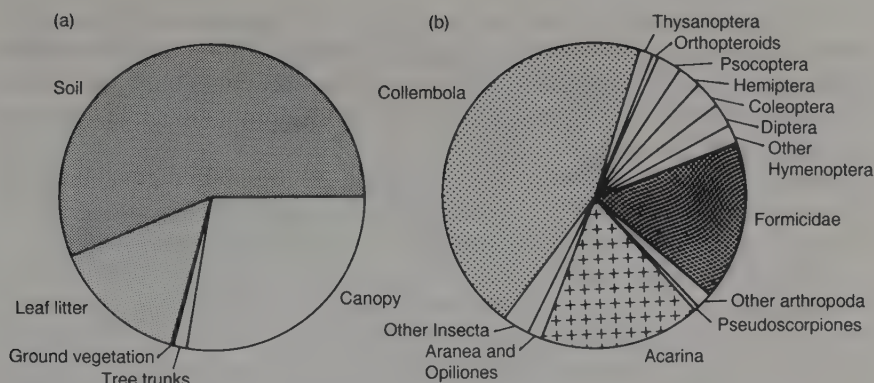 (a)
Soil
Leaf litter
Ground vegetation
Tree trunks
Canopy
(b)
Collembola
Thysanoptera
Orthopteroids
Psocoptera
Hemiptera
Coleoptera
Diptera
Other
Hymenoptera
Formicidae
Other arthropoda
Pseudoscorpiones
Acarina
Aranea and
Opiliones
Other Insecta